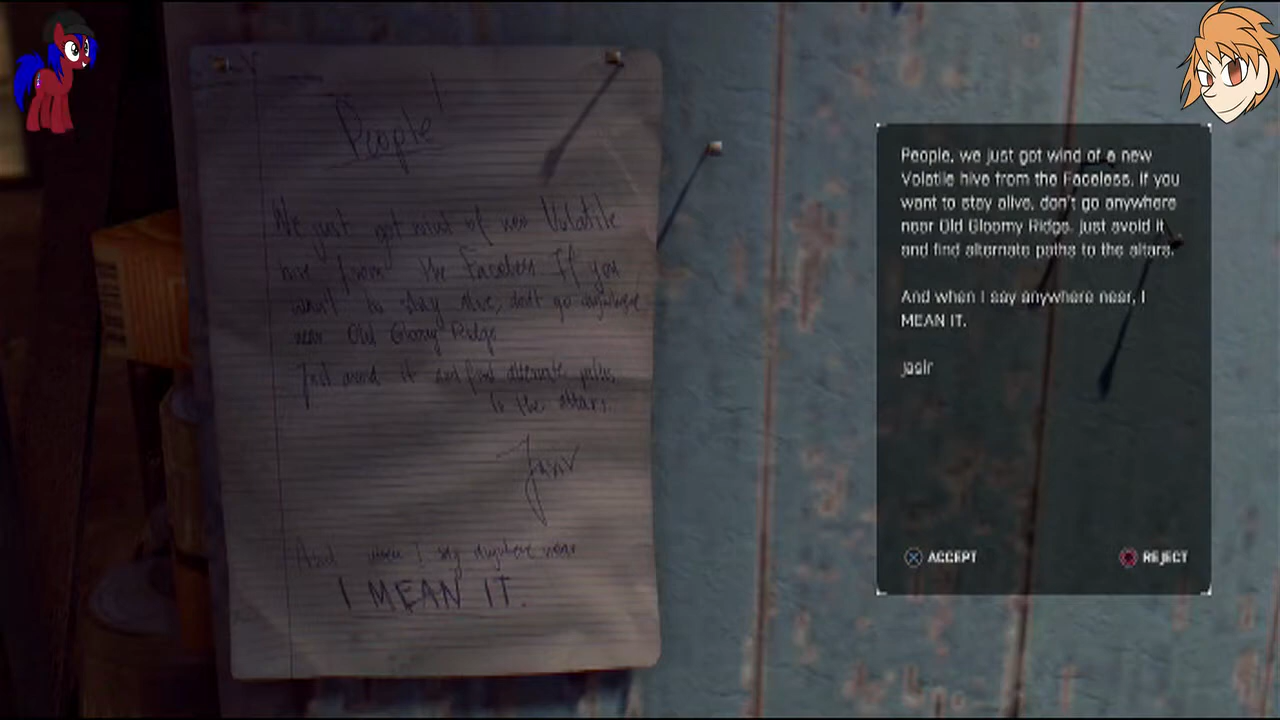 People!
We just got wind of new Volatile
hive from the Faceless. If you
want to stay alive, don't go anywhere
near Old Gloomy Ridge.
Just avoid it and find alternate paths
to the altars.
Jasir
And when I say anywhere near
I MEAN IT.
People, we just got wind of a new
Volatile hive from the Faceless. If you
want to stay alive, don't go anywhere
near Old Gloomy Ridge. Just avoid it
and find alternate paths to the altars.
And when I say anywhere near, I
MEAN IT.
Jasir
ACCEPT
REJECT